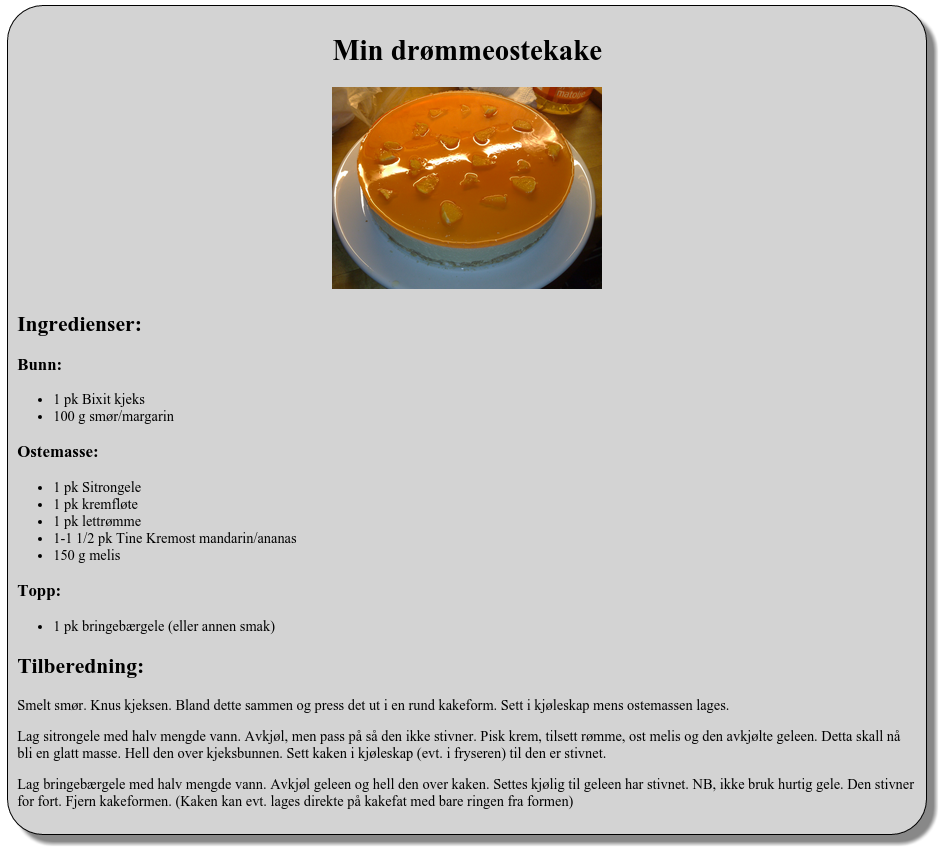 Min drømmeostekake
matoje
Ingredienser:
Bunn:
• 1 pk Bixit kjeks
• 100 g smør/margarin
Ostemasse:
• 1 pk Sitrongele
• 1 pk kremfløte
• 1 pk lettrømme
• 1-1 1/2 pk Tine Kremost mandarin/ananas
• 150 g melis
Topp:
• 1 pk bringebærgele (eller annen smak)
Tilberedning:
Smelt smør. Knus kjeksen. Bland dette sammen og press det ut i en rund kakeform. Sett i kjøleskap mens ostemassen lages.
Lag sitrongele med halv mengde vann. Avkjøl, men pass på så den ikke stivner. Pisk krem, tilsett rømme, ost melis og den avkjølte geleen. Detta skall nå
bli en glatt masse. Hell den over kjeksbunnen. Sett kaken i kjøleskap (evt. i fryseren) til den er stivnet.
Lag bringebærgele med halv mengde vann. Avkjøl geleen og hell den over kaken. Settes kjølig til geleen har stivnet. NB, ikke bruk hurtig gele. Den stivner
for fort. Fjern kakeformen. (Kaken kan evt. lages direkte på kakefat med bare ringen fra formen)